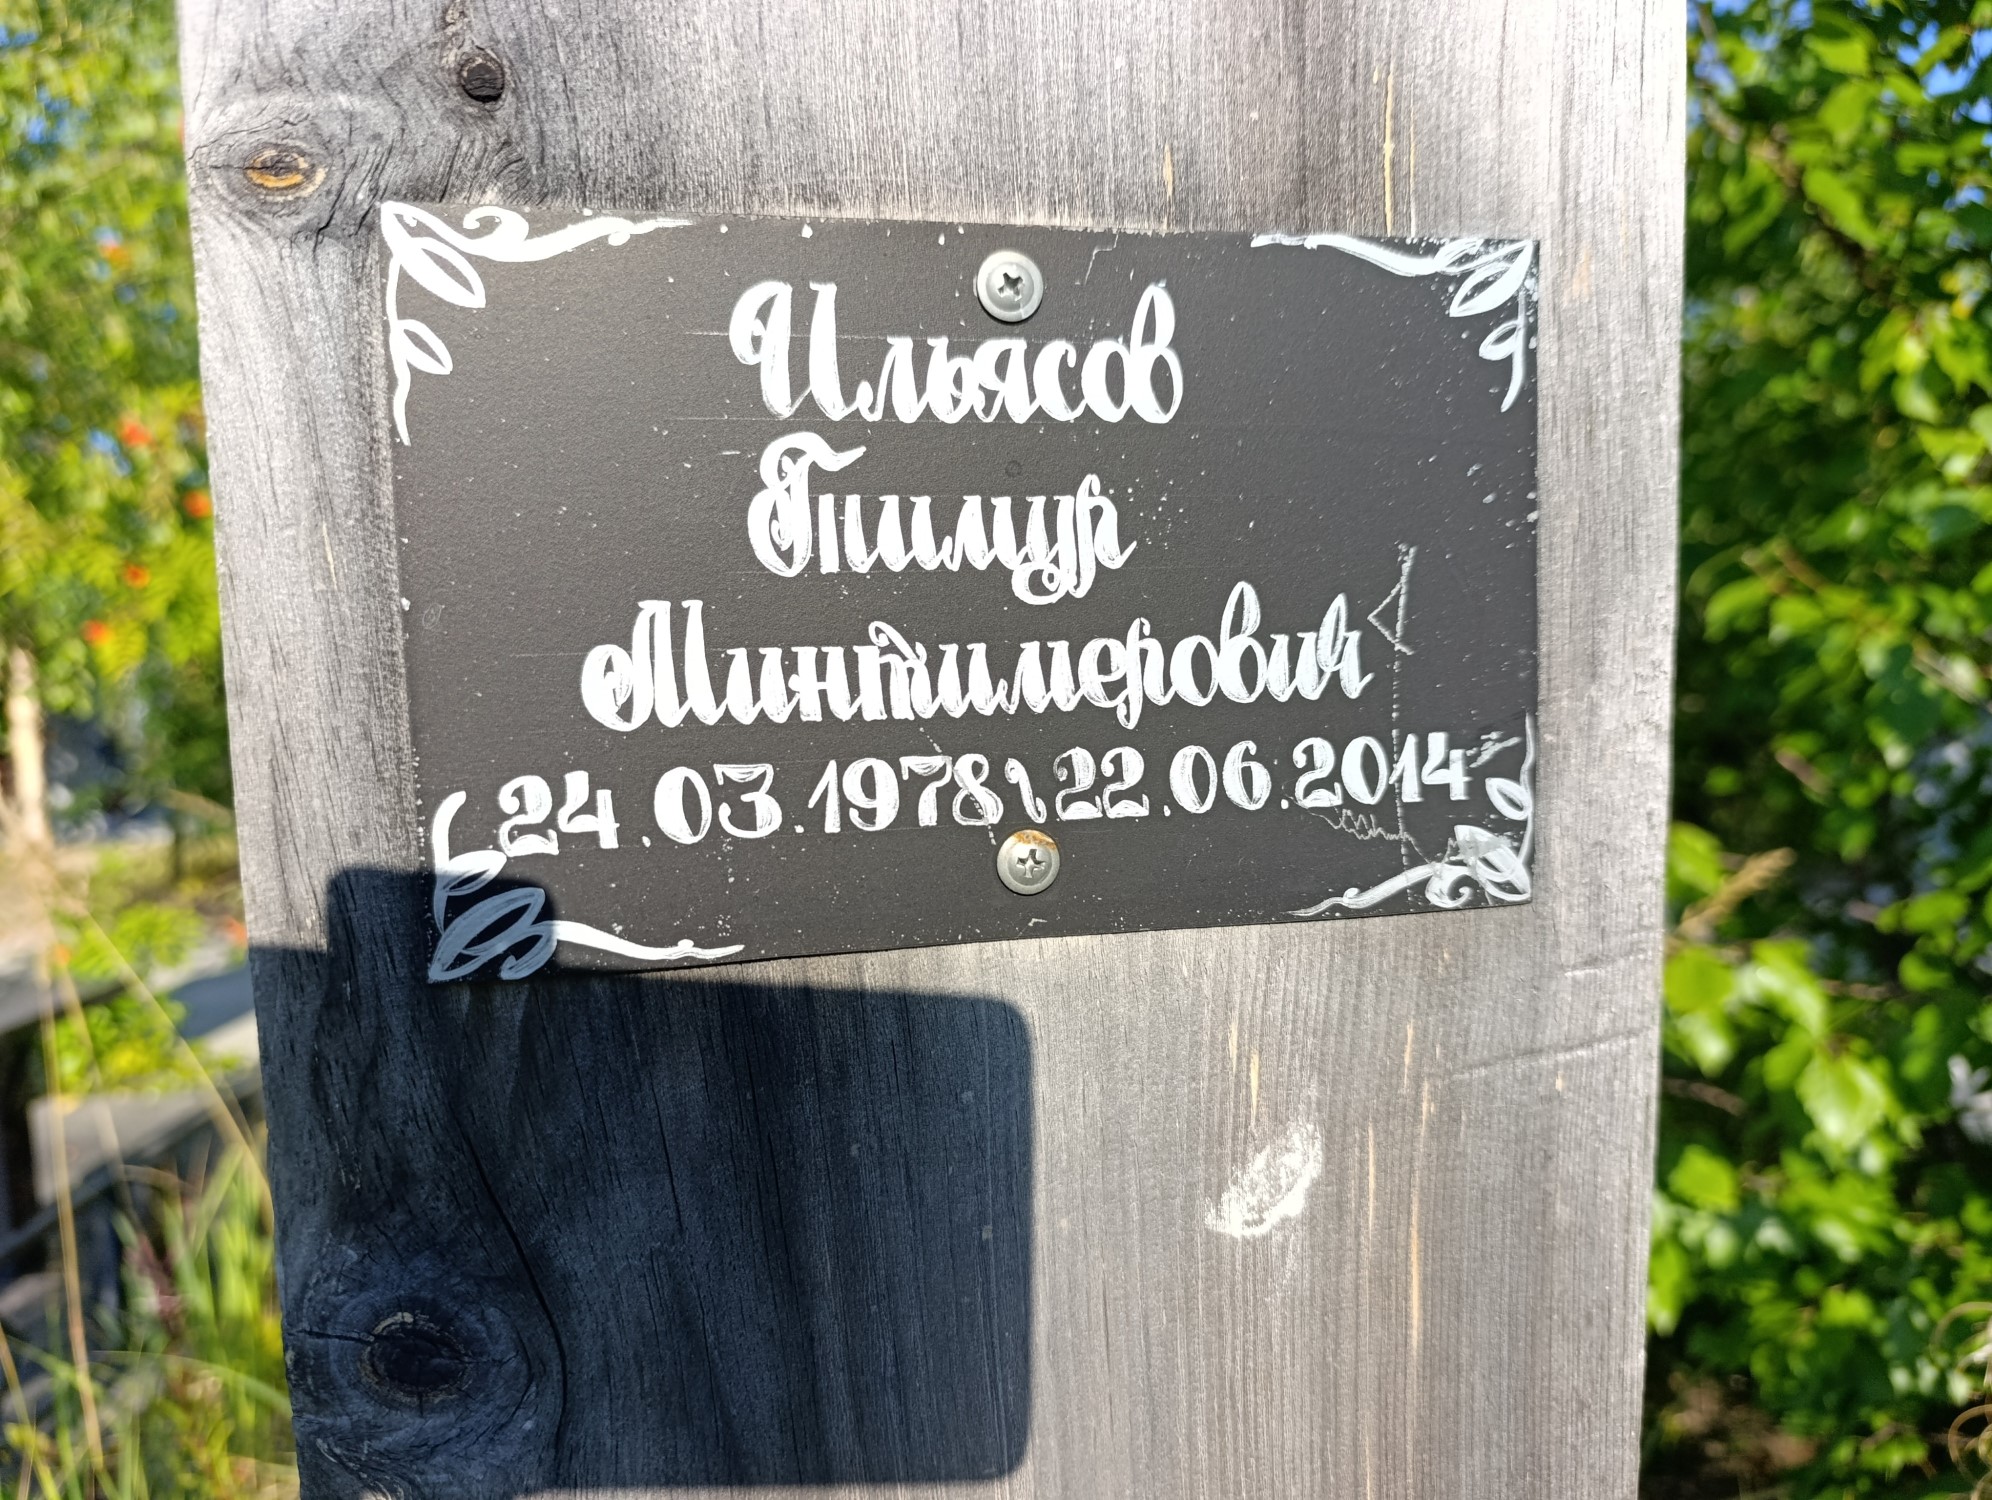 Ильясов
Тимур
Минтимерович
24.03.1978 22.06.2014